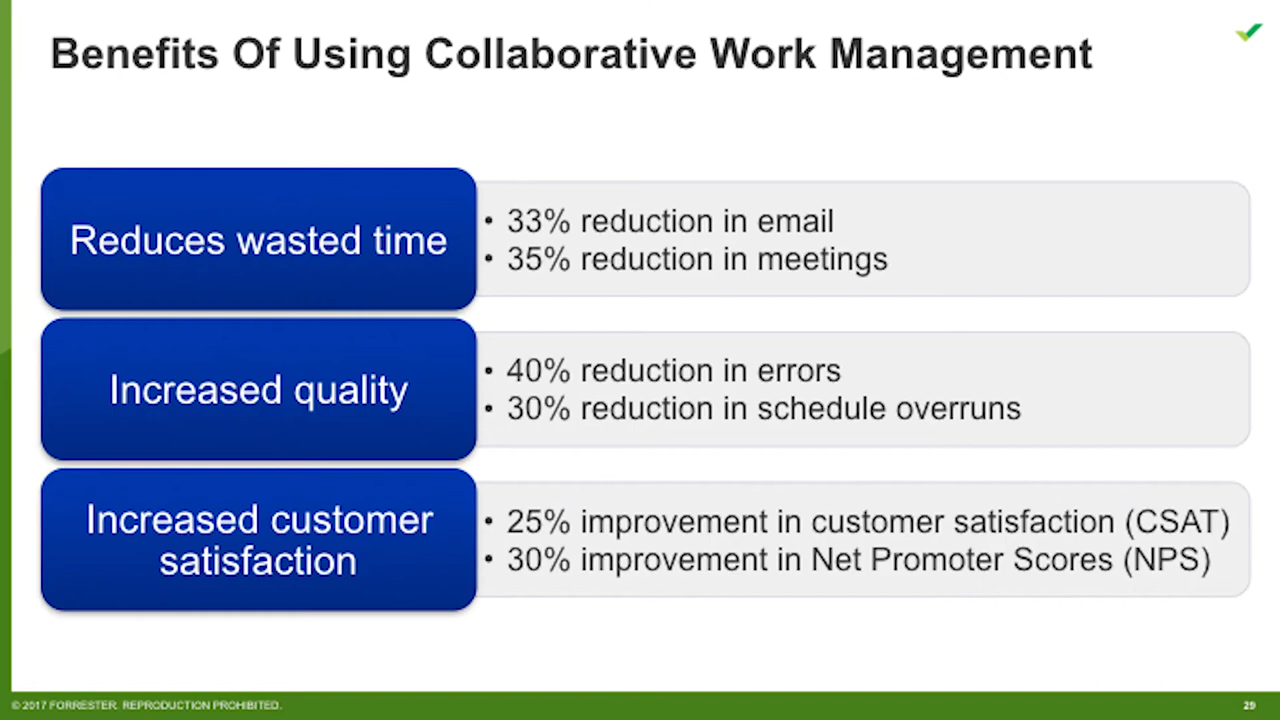 Benefits Of Using Collaborative Work Management
Reduces wasted time
• 33% reduction in email
• 35% reduction in meetings
Increased quality
• 40% reduction in errors
• 30% reduction in schedule overruns
Increased customer
satisfaction
• 25% improvement in customer satisfaction (CSAT)
• 30% improvement in Net Promoter Scores (NPS)
© 2017 FORRESTER. REPRODUCTION PROHIBITED.
29